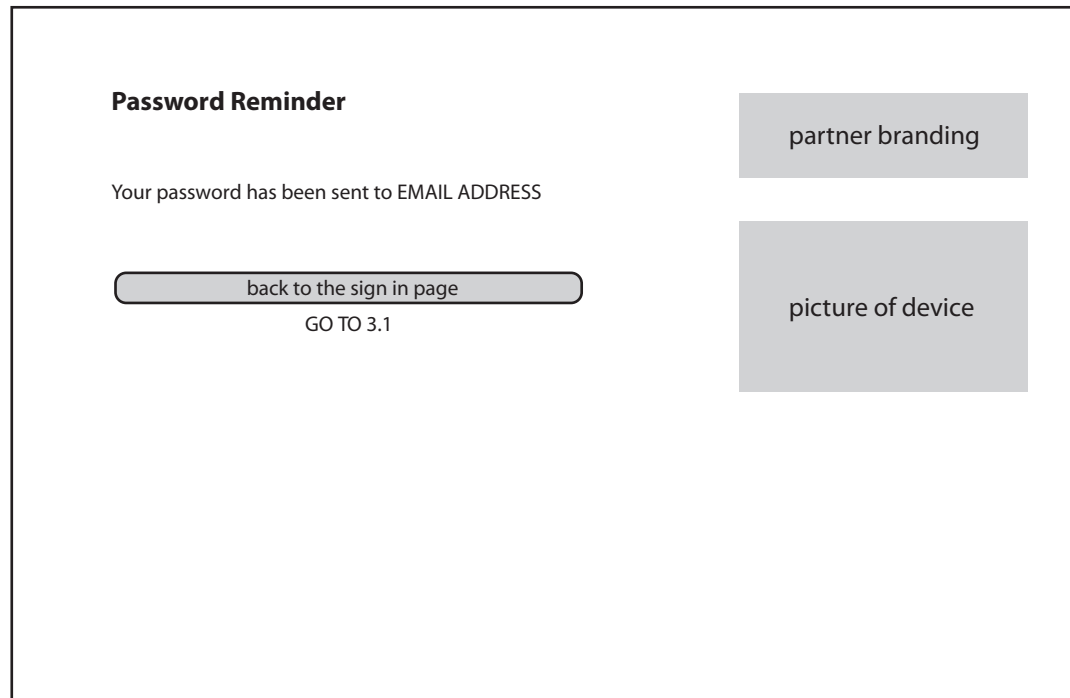 Password Reminder
Your password has been sent to EMAIL ADDRESS
back to the sign in page
GO TO 3.1
partner branding
picture of device